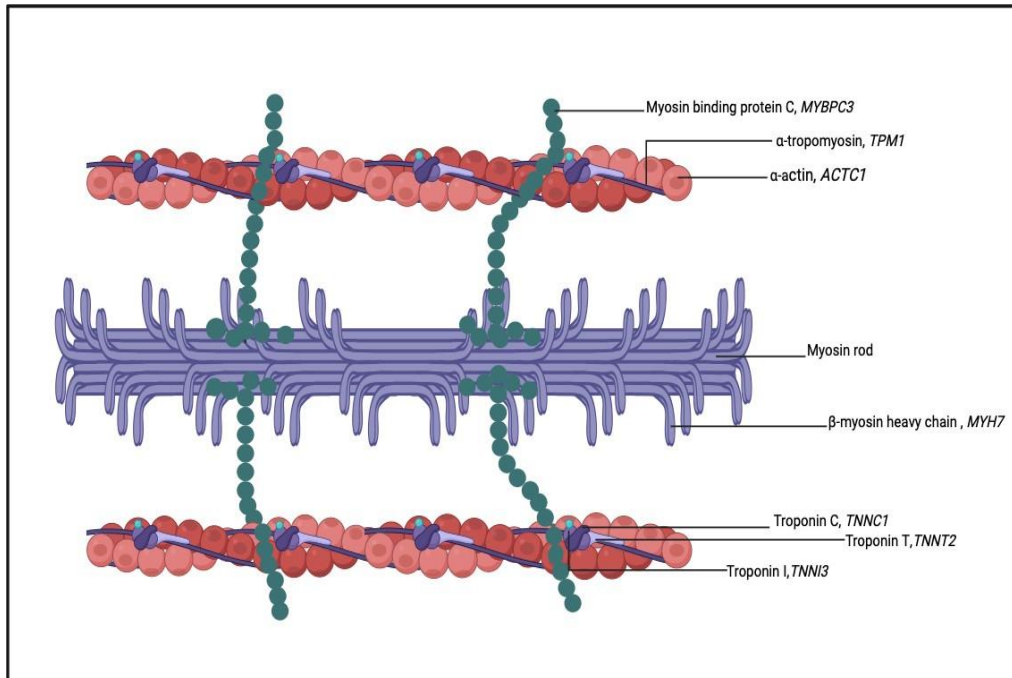 Myosin binding protein C, MYBPC3
α-tropomyosin, TPM1
α-actin, ACTC1
Myosin rod
β-myosin heavy chain , MYH7
Troponin C, TNNC1
Troponin T,TNNT2
Troponin I,TNNI3